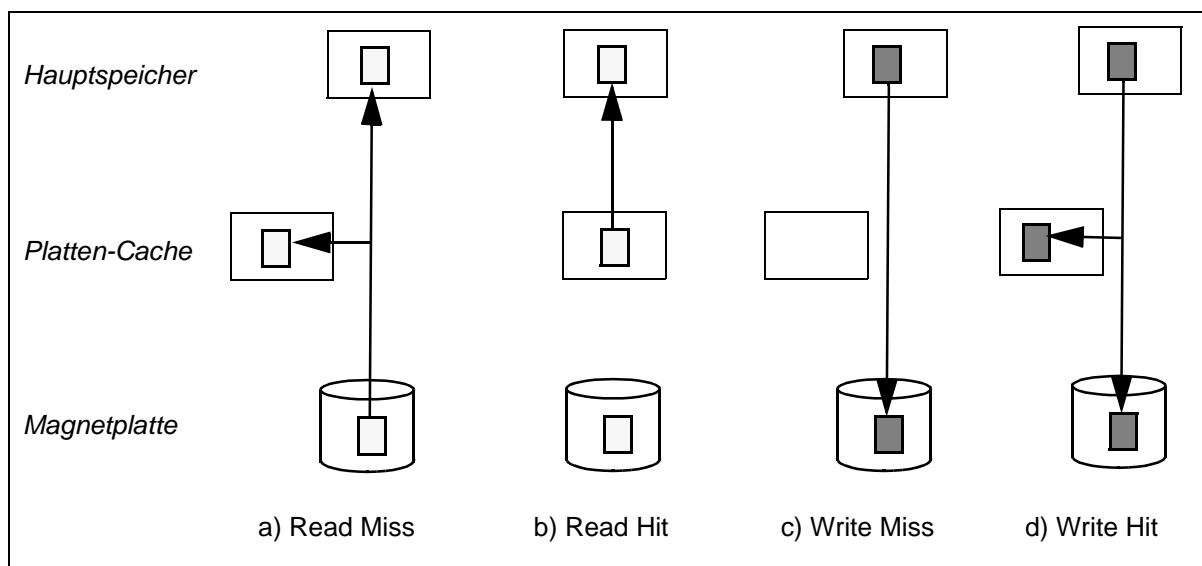 Hauptspeicher
Platten-Cache
Magnetplatte
a) Read Miss b) Read Hit c) Write Miss d) Write Hit